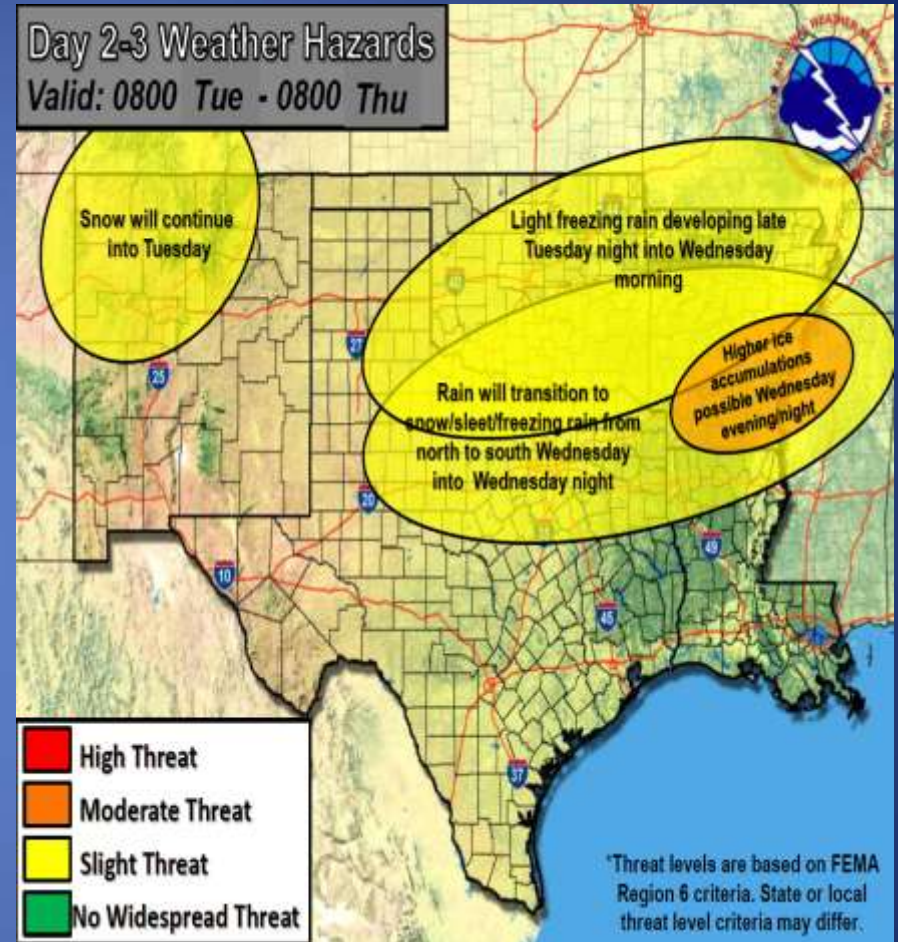 Day 2-3 Weather Hazards
Valid: 0800 Tue - 0800 Thu
Snow will continue
into Tuesday
Light freezing rain developing late
Tuesday night into Wednesday
morning
Higher ice
accumulations
possible Wednesday
evening/night
Rain will transition to
snow/sleet/freezing rain from
north to south Wednesday
into Wednesday night
27
25
20
49
10
45
37
High Threat
Moderate Threat
Slight Threat
No Widespread Threat
*Threat levels are based on FEMA
Region 6 criteria. State or local
threat level criteria may differ.